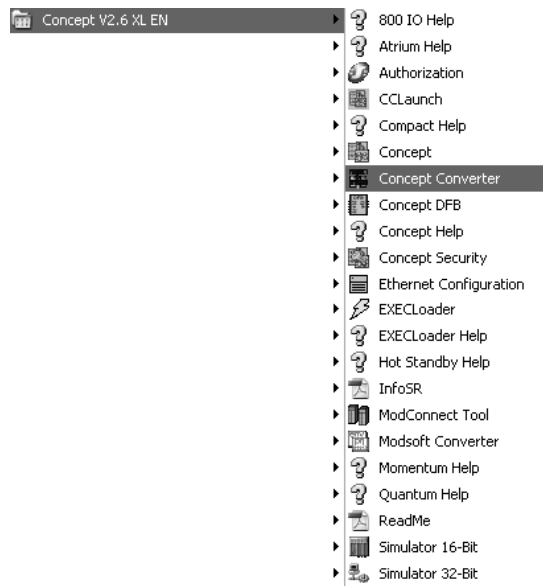 Concept V2.6 XL EN
800 IO Help
Atrium Help
Authorization
CCLaunch
Compact Help
Concept
Concept Converter
Concept DFB
Concept Help
Concept Security
Ethernet Configuration
EXECLoader
EXECLoader Help
Hot Standby Help
InfoSR
ModConnect Tool
Modsoft Converter
Momentum Help
Quantum Help
ReadMe
Simulator 16-Bit
Simulator 32-Bit